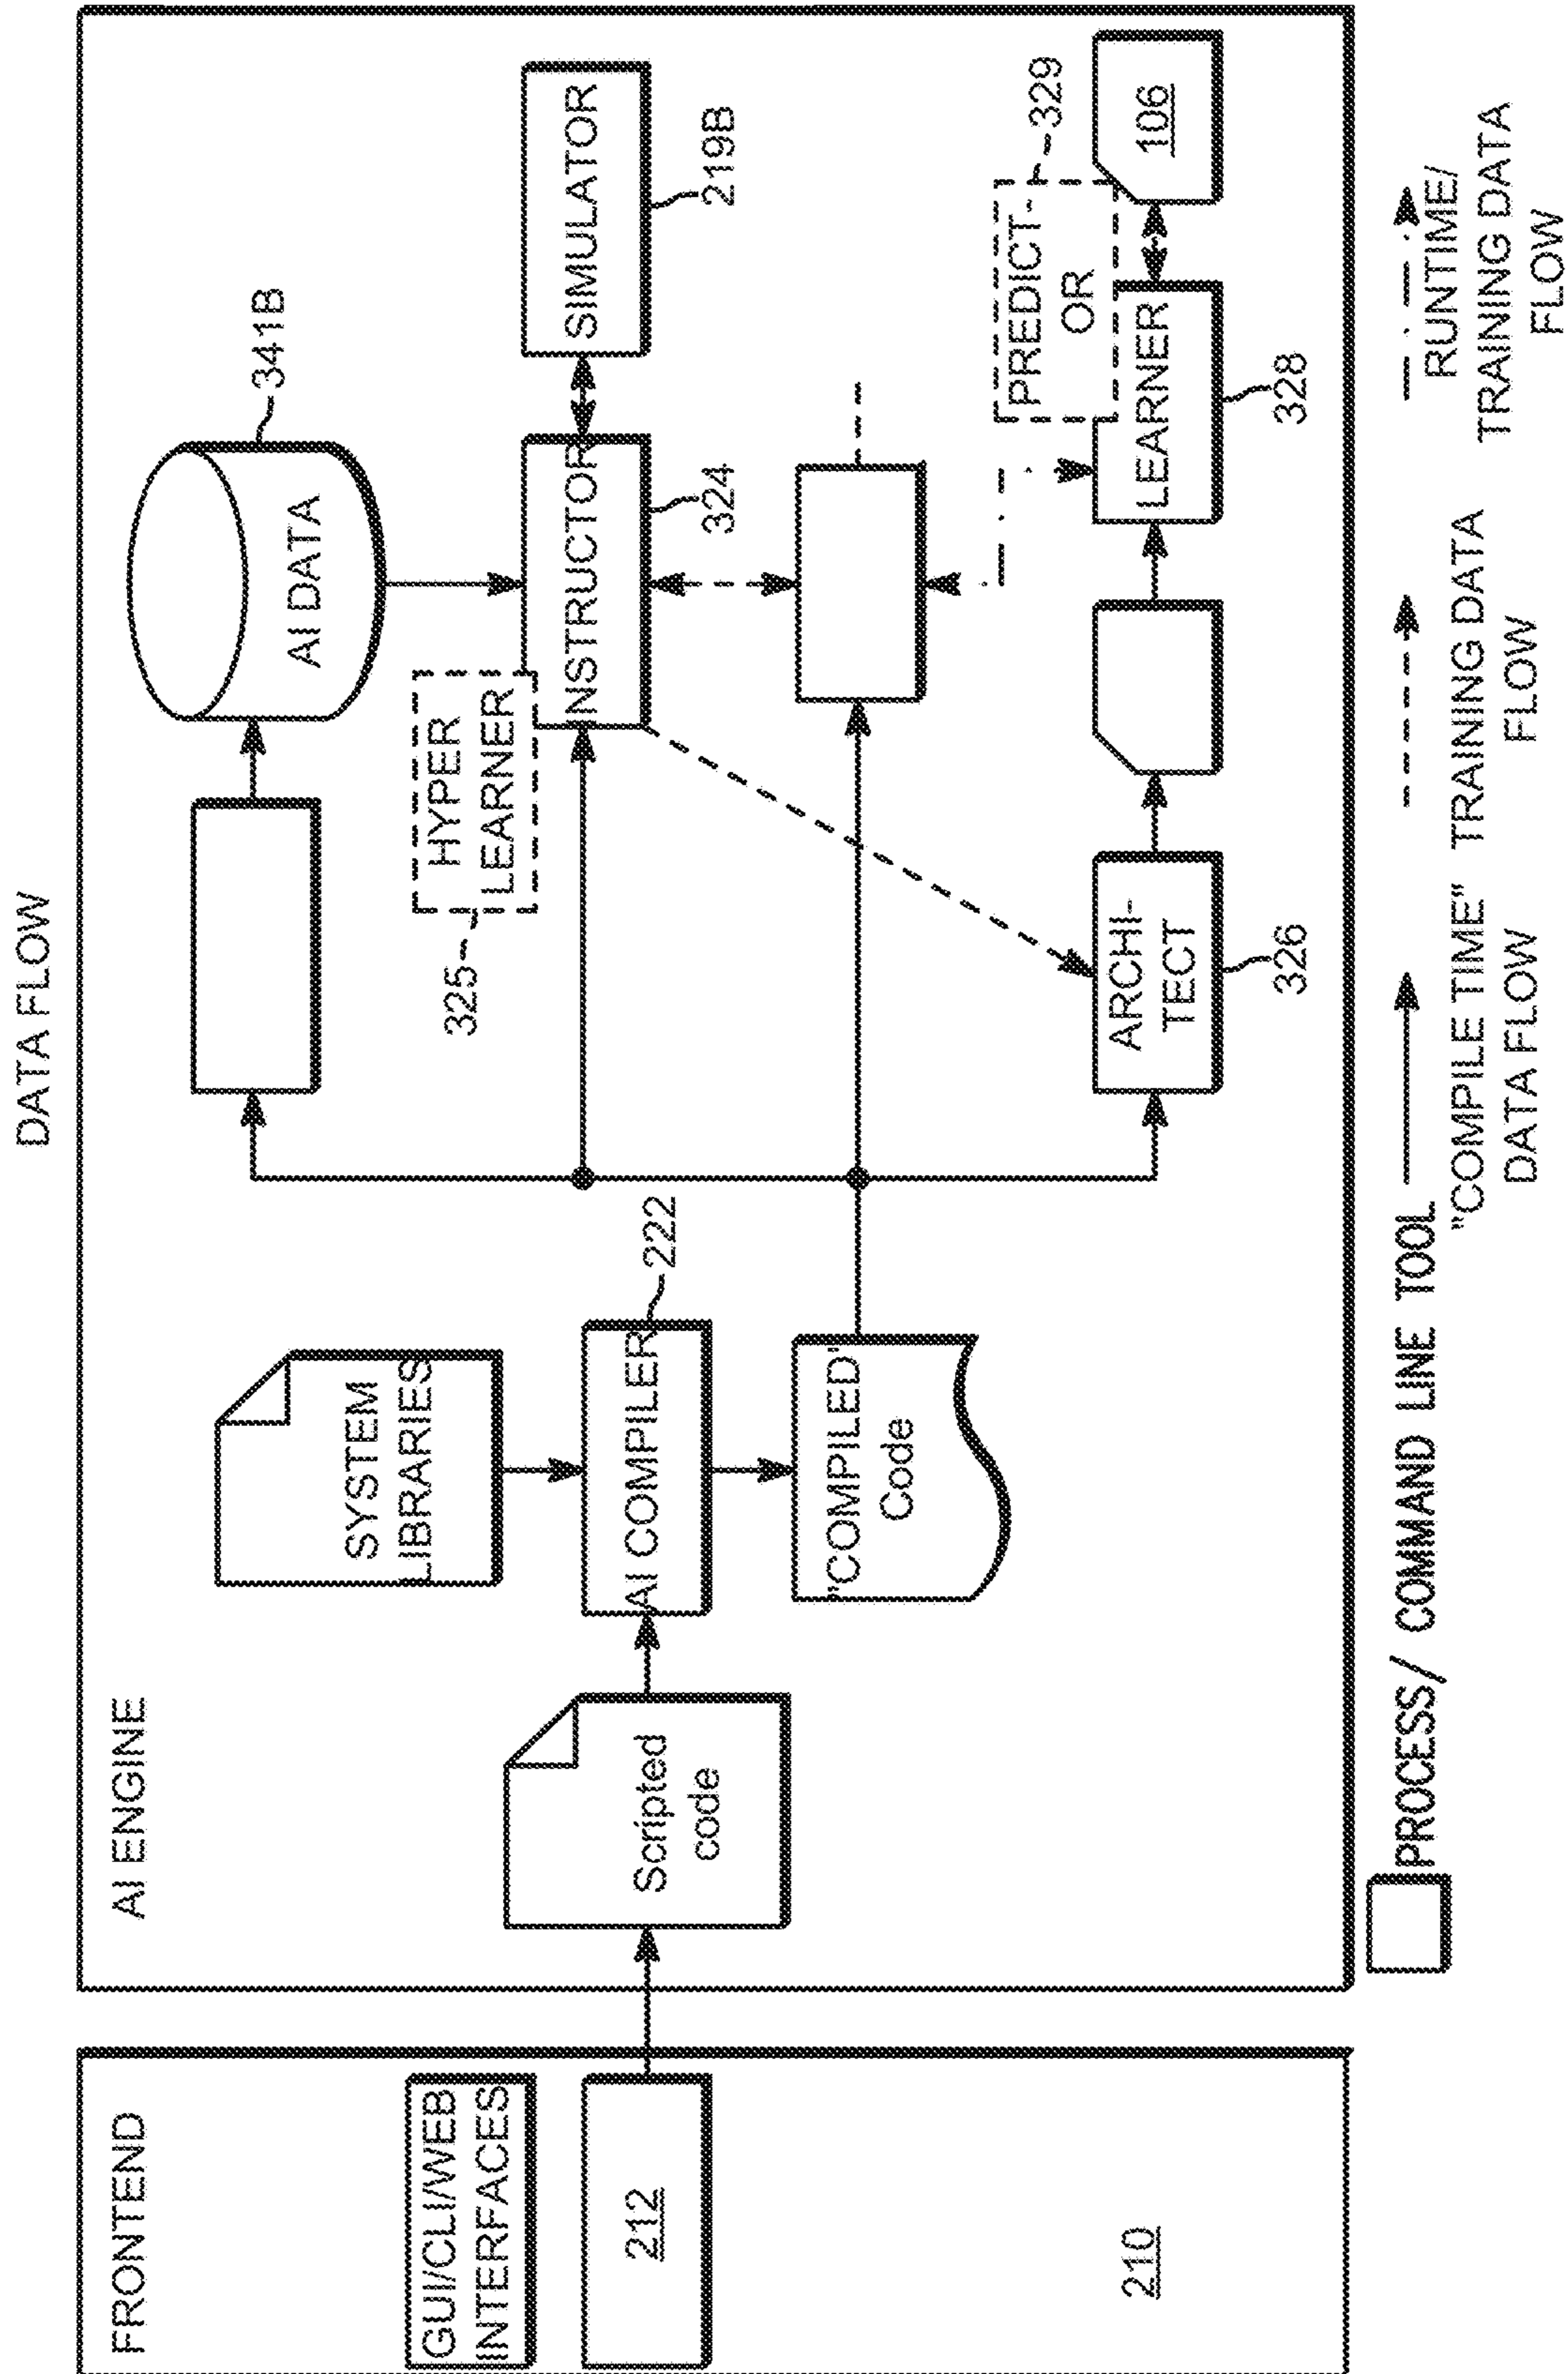 DATA FLOW
FRONTEND
GUI/CLI/WEB
INTERFACES
212
210
AI ENGINE
Scripted
code
SYSTEM
LIBRARIES
AI COMPILER
222
"COMPILED"
Code
AI DATA
341B
HYPER
LEARNER
325
INSTRUCTOR
324
SIMULATOR
219B
ARCHI-
TECT
326
PREDICT-
OR
329
LEARNER
328
106
PROCESS/ COMMAND LINE TOOL
"COMPILE TIME"
DATA FLOW
TRAINING DATA
FLOW
RUNTIME/
TRAINING DATA
FLOW